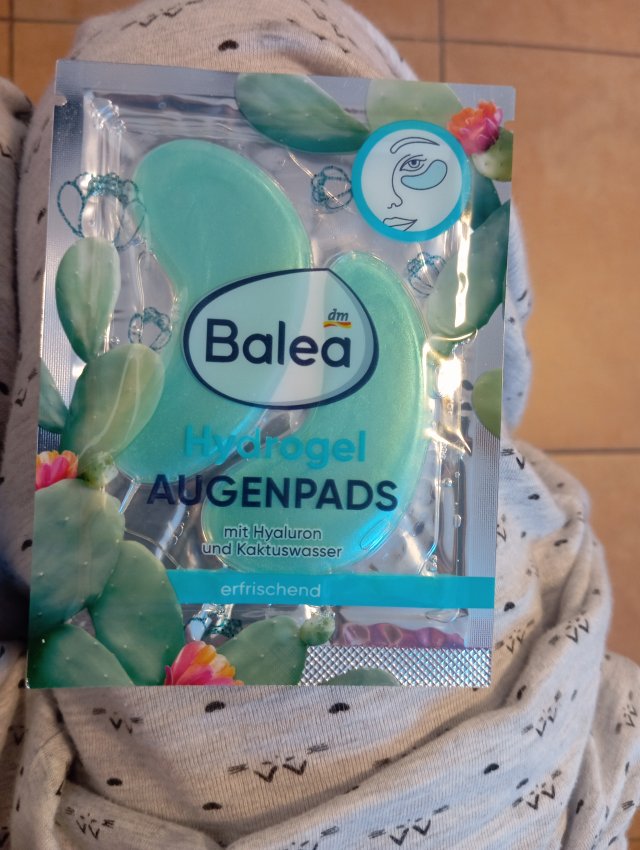 dm
Balea
Hydrogel
AUGENPADS
mit Hyaluron
und Kaktuswasser
erfrischend